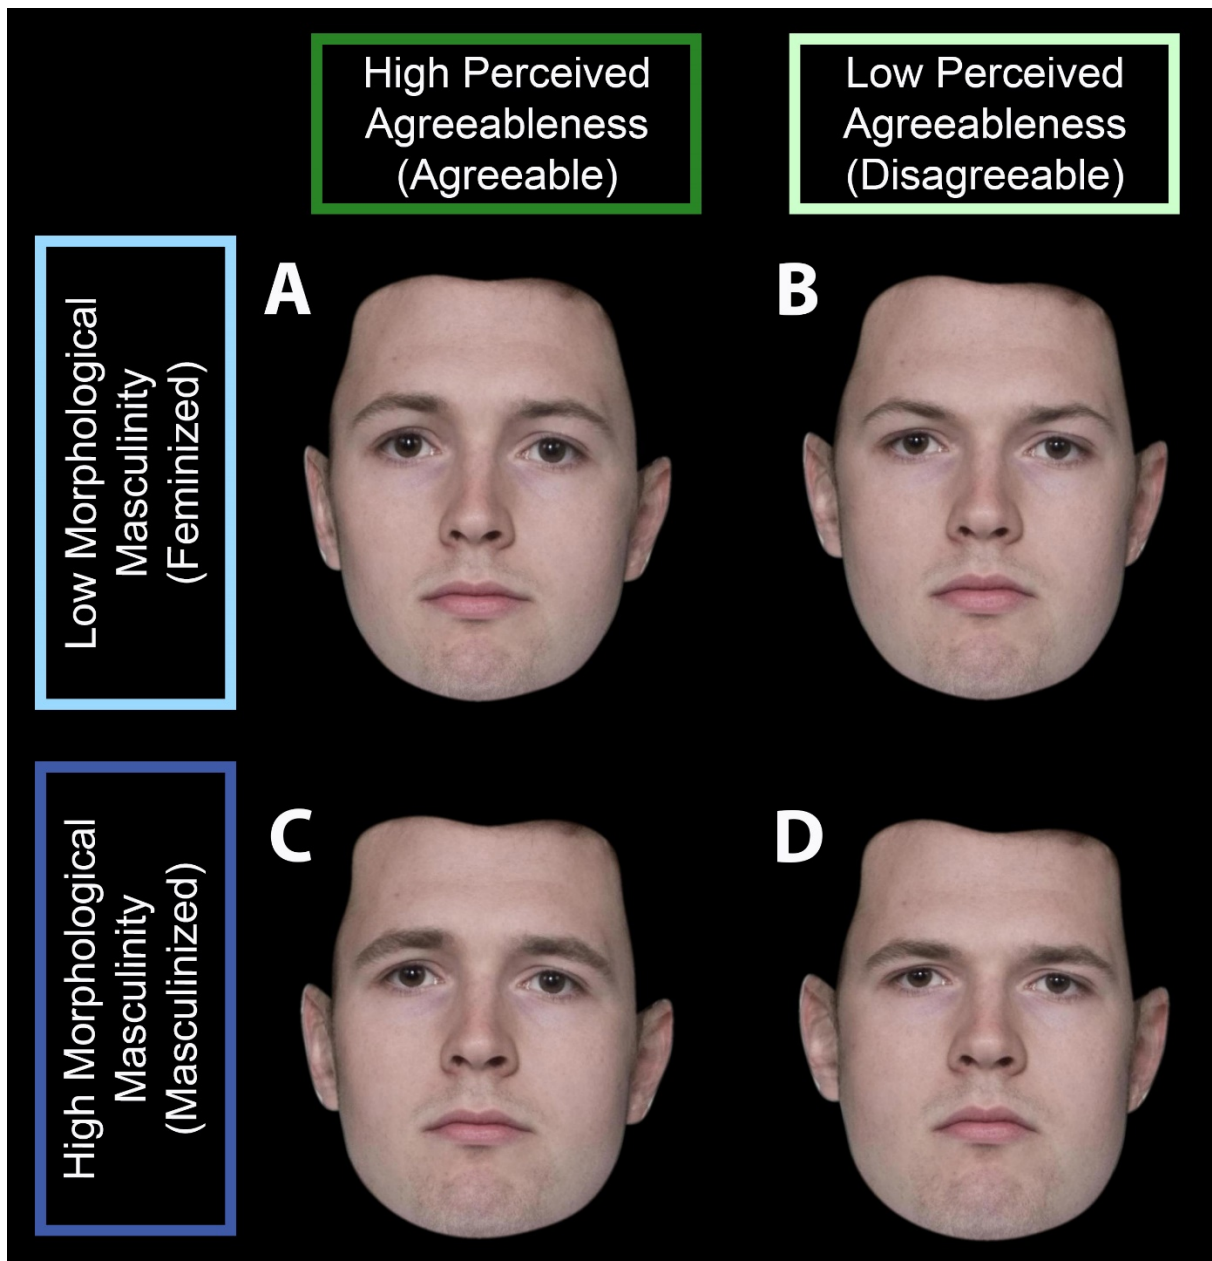 High Perceived
Agreeableness
(Agreeable)
Low Perceived
Agreeableness
(Disagreeable)
Low Morphological
Masculinity
(Feminized)
A
B
High Morphological
Masculinity
(Masculinized)
C
D